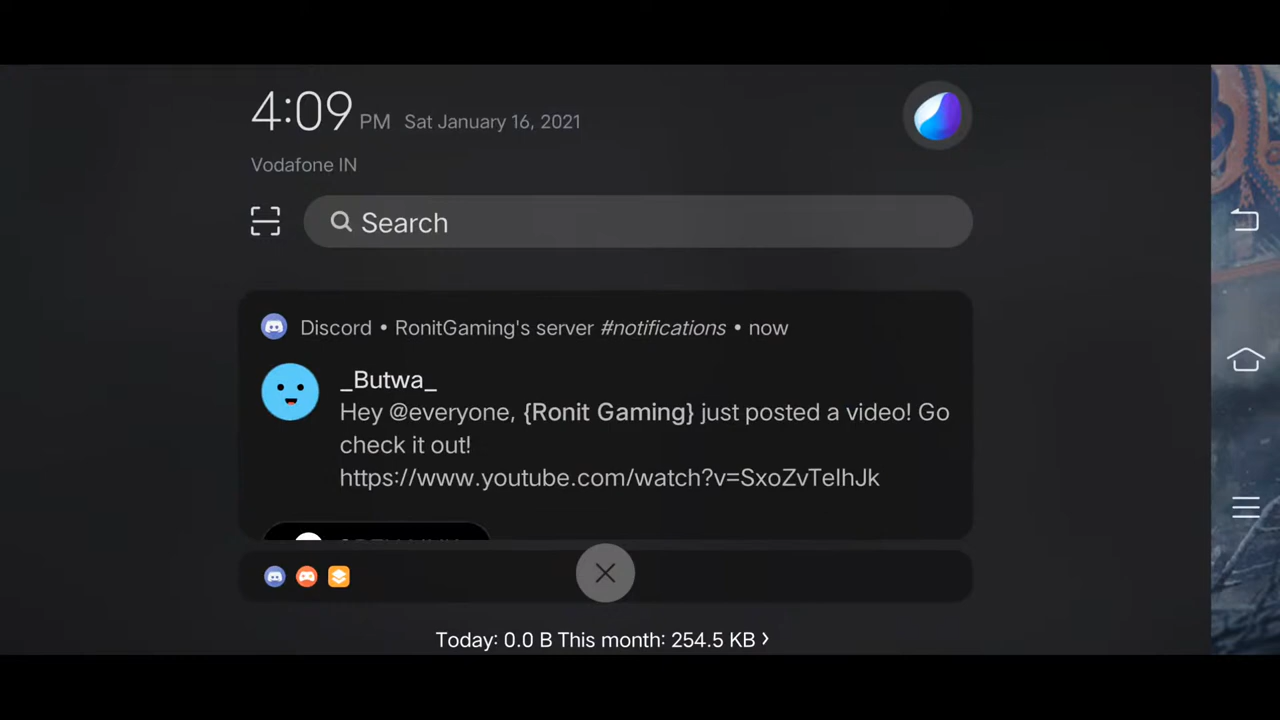 4:09 PM Sat January 16, 2021
Vodafone IN
Search
Discord • RonitGaming's server #notifications • now
_Butwa_
Hey @everyone, {Ronit Gaming} just posted a video! Go
check it out!
https://www.youtube.com/watch?v=SxoZvTelhJk
Today: 0.0 B This month: 254.5 KB ›